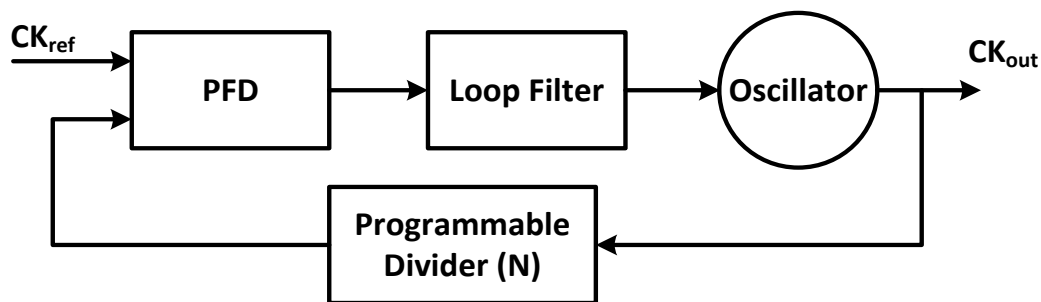 CKref
PFD
Loop Filter
Oscillator
CKout
Programmable
Divider (N)